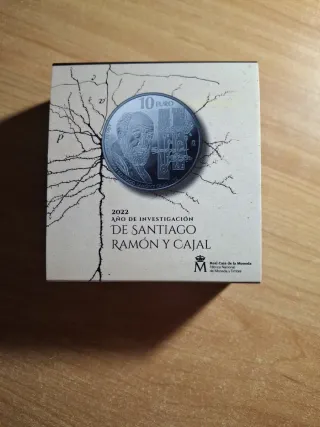 10 EURO
2022
AÑO DE INVESTIGACIÓN
DE SANTIAGO
RAMÓN Y CAJAL
M
Real Casa de la Moneda
Fábrica Nacional
de Moneda y Timbre